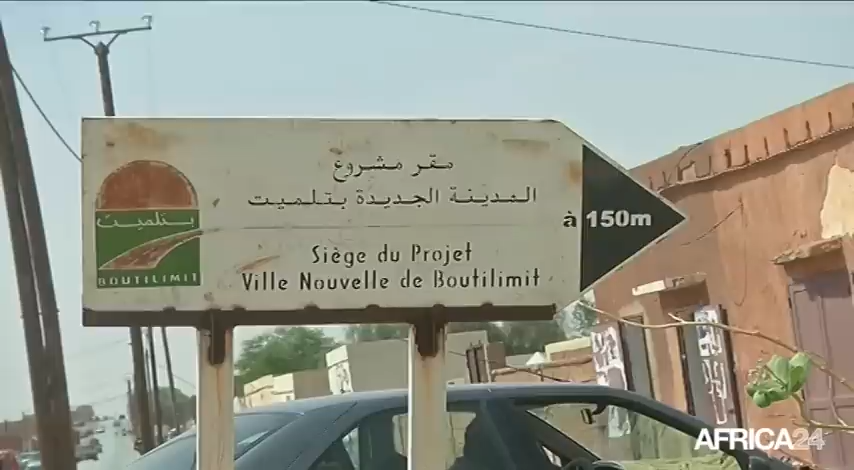 مقر مشروع
المدينة الجديدة بتلميت
بتلميت
BOUTILIMIT
à 150m
Siège du Projet
Ville Nouvelle de Boutilimit
AFRICA24